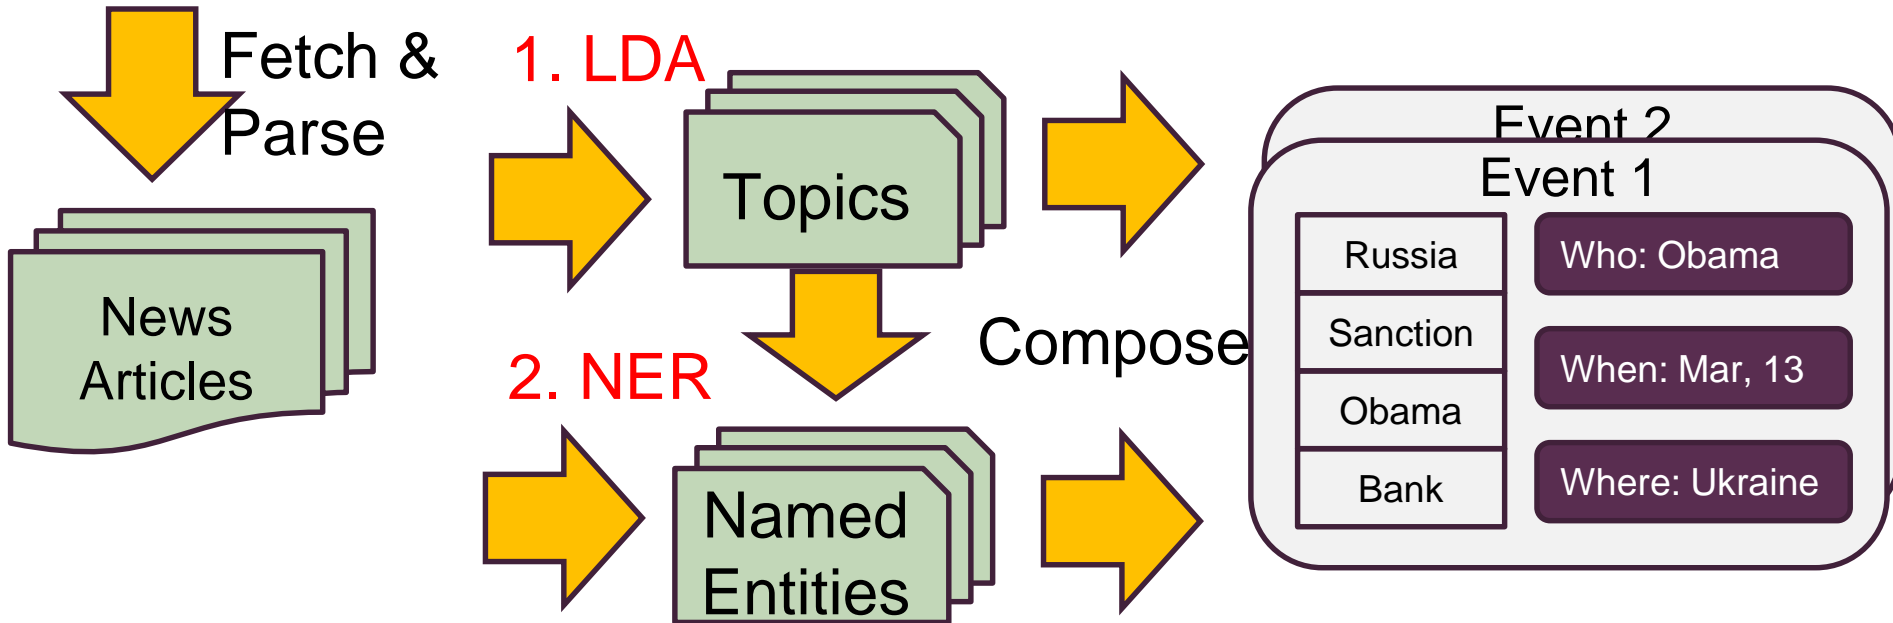 Fetch &
Parse
News
Articles
1. LDA
Topics
2. NER
Named
Entities
Compose
Event 2
Event 1
Russia
Sanction
Obama
Bank
Who: Obama
When: Mar, 13
Where: Ukraine